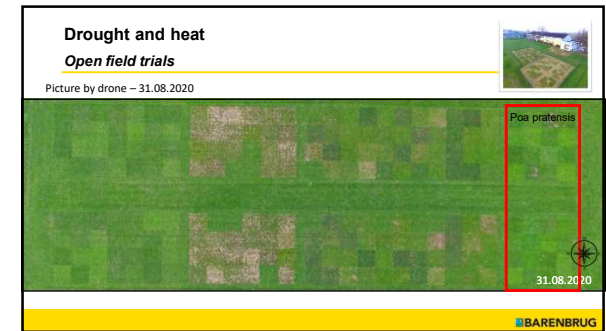 Drought and heat
Open field trials
Picture by drone – 31.08.2020
Poa pratensis
31.08.2020
BARENBRUG